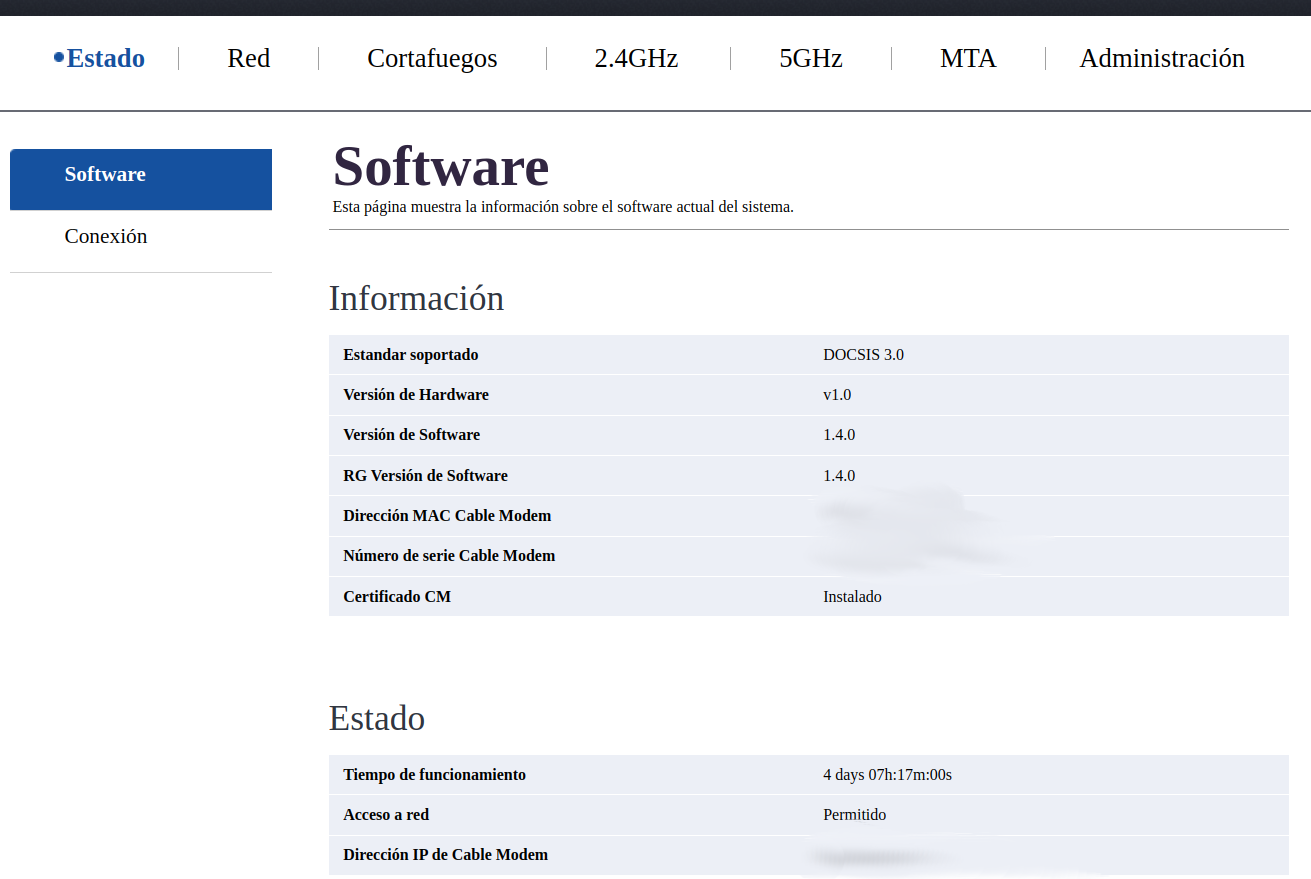 Estado Red Cortafuegos 2.4GHz 5GHz MTA Administración
Software
Conexión
Software
Esta página muestra la información sobre el software actual del sistema.
Información
Estandar soportado DOCSIS 3.0
Versión de Hardware v1.0
Versión de Software 1.4.0
RG Versión de Software 1.4.0
Dirección MAC Cable Modem
Número de serie Cable Modem
Certificado CM Instalado
Estado
Tiempo de funcionamiento 4 days 07h:17m:00s
Acceso a red Permitido
Dirección IP de Cable Modem